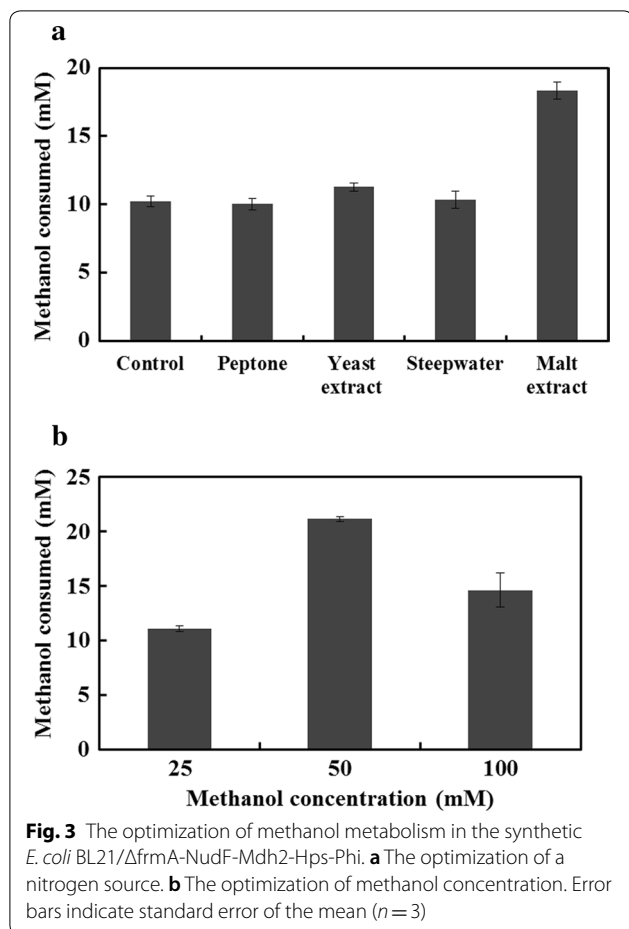 a
Methanol consumed (mM)
20
15
10
5
0
Control Peptone Yeast extract Steepwater Malt extract
b
Methanol consumed (mM)
25
20
15
10
5
0
25 50 100
Methanol concentration (mM)
Fig. 3 The optimization of methanol metabolism in the synthetic
E. coli BL21/ΔfrmA-NudF-Mdh2-Hps-Phi. a The optimization of a
nitrogen source. b The optimization of methanol concentration. Error
bars indicate standard error of the mean (n = 3)